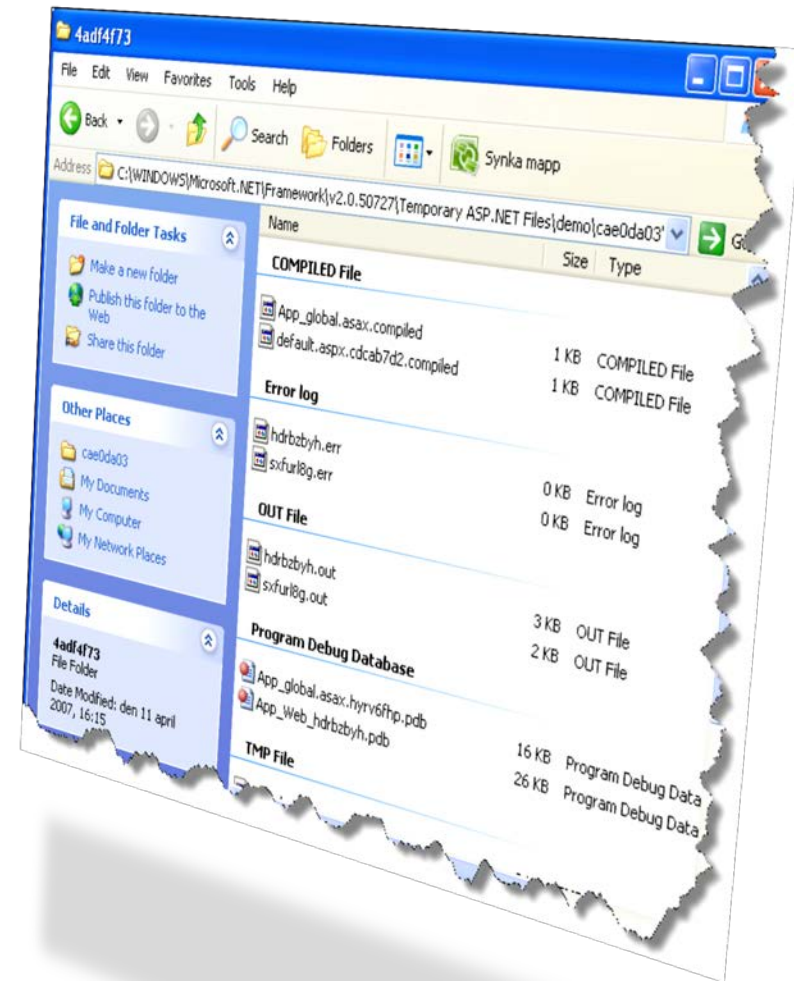 4adf4f73
File Edit View Favorites Tools Help
Back Search Folders Synka mapp
Address C:\WINDOWS\Microsoft.NET\Framework\v2.0.50727\Temporary ASP.NET Files\demo\cae0da03
File and Folder Tasks
Make a new folder
Publish this folder to the
Web
Share this folder
Other Places
cae0da03
My Documents
My Computer
My Network Places
Details
4adf4f73
File Folder
Date Modified: den 11 april
2007, 16:15
Name Size Type
COMPILED File
App_global.asax.compiled 1 KB COMPILED File
default.aspx.cdcab7d2.compiled 1 KB COMPILED File
Error log
hdrbzbyh.err 0 KB Error log
sxfurl8g.err 0 KB Error log
OUT File
hdrbzbyh.out 3 KB OUT File
sxfurl8g.out 2 KB OUT File
Program Debug Database
App_global.asax.hyrv6fhp.pdb 16 KB Program Debug Data
App_Web_hdrbzbyh.pdb 26 KB Program Debug Data
TMP File